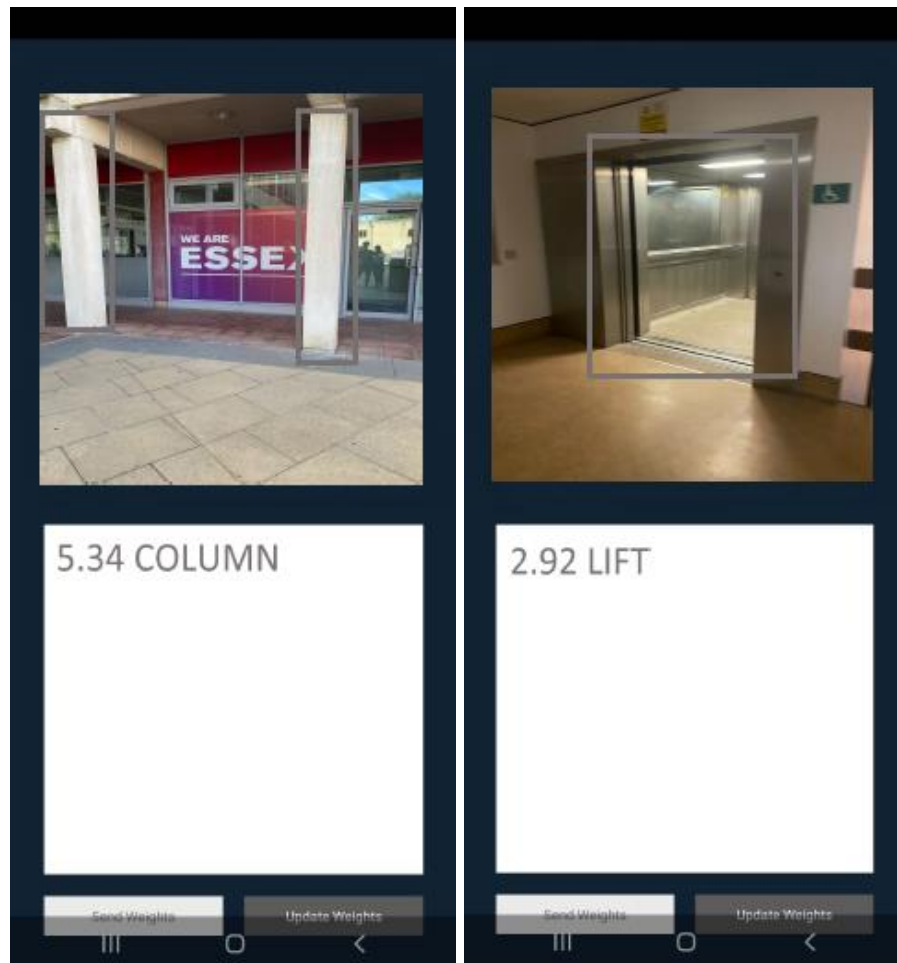 WE ARE
ESSEX
5.34 COLUMN
Send Weights
Update Weights
2.92 LIFT
Send Weights
Update Weights